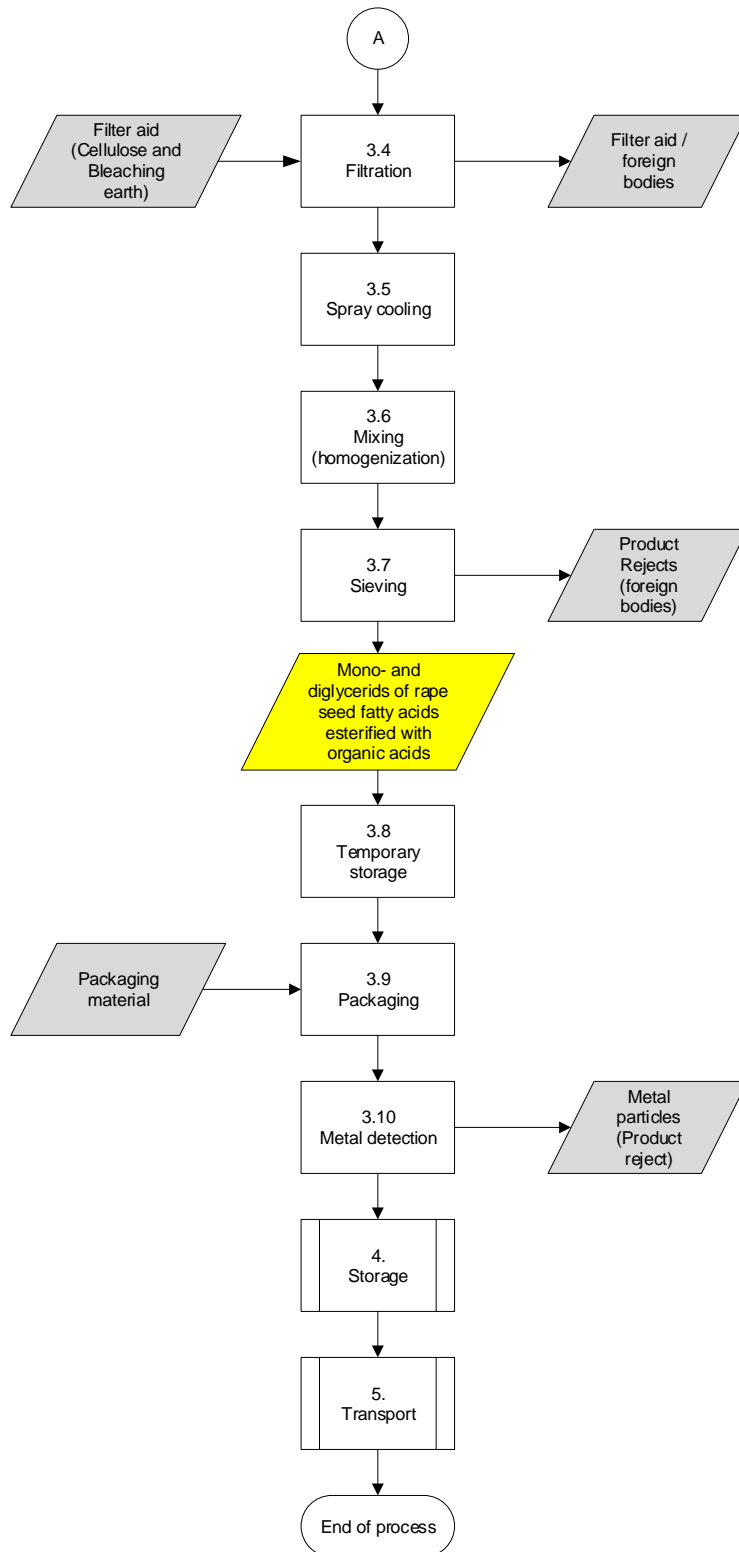 A
Filter aid
(Cellulose and
Bleaching
earth)
3.4
Filtration
Filter aid /
foreign
bodies
3.5
Spray cooling
3.6
Mixing
(homogenization)
3.7
Sieving
Product
Rejects
(foreign
bodies)
Mono- and
diglycerids of rape
seed fatty acids
esterified with
organic acids
3.8
Temporary
storage
Packaging
material
3.9
Packaging
3.10
Metal detection
Metal
particles
(Product
reject)
4.
Storage
5.
Transport
End of process